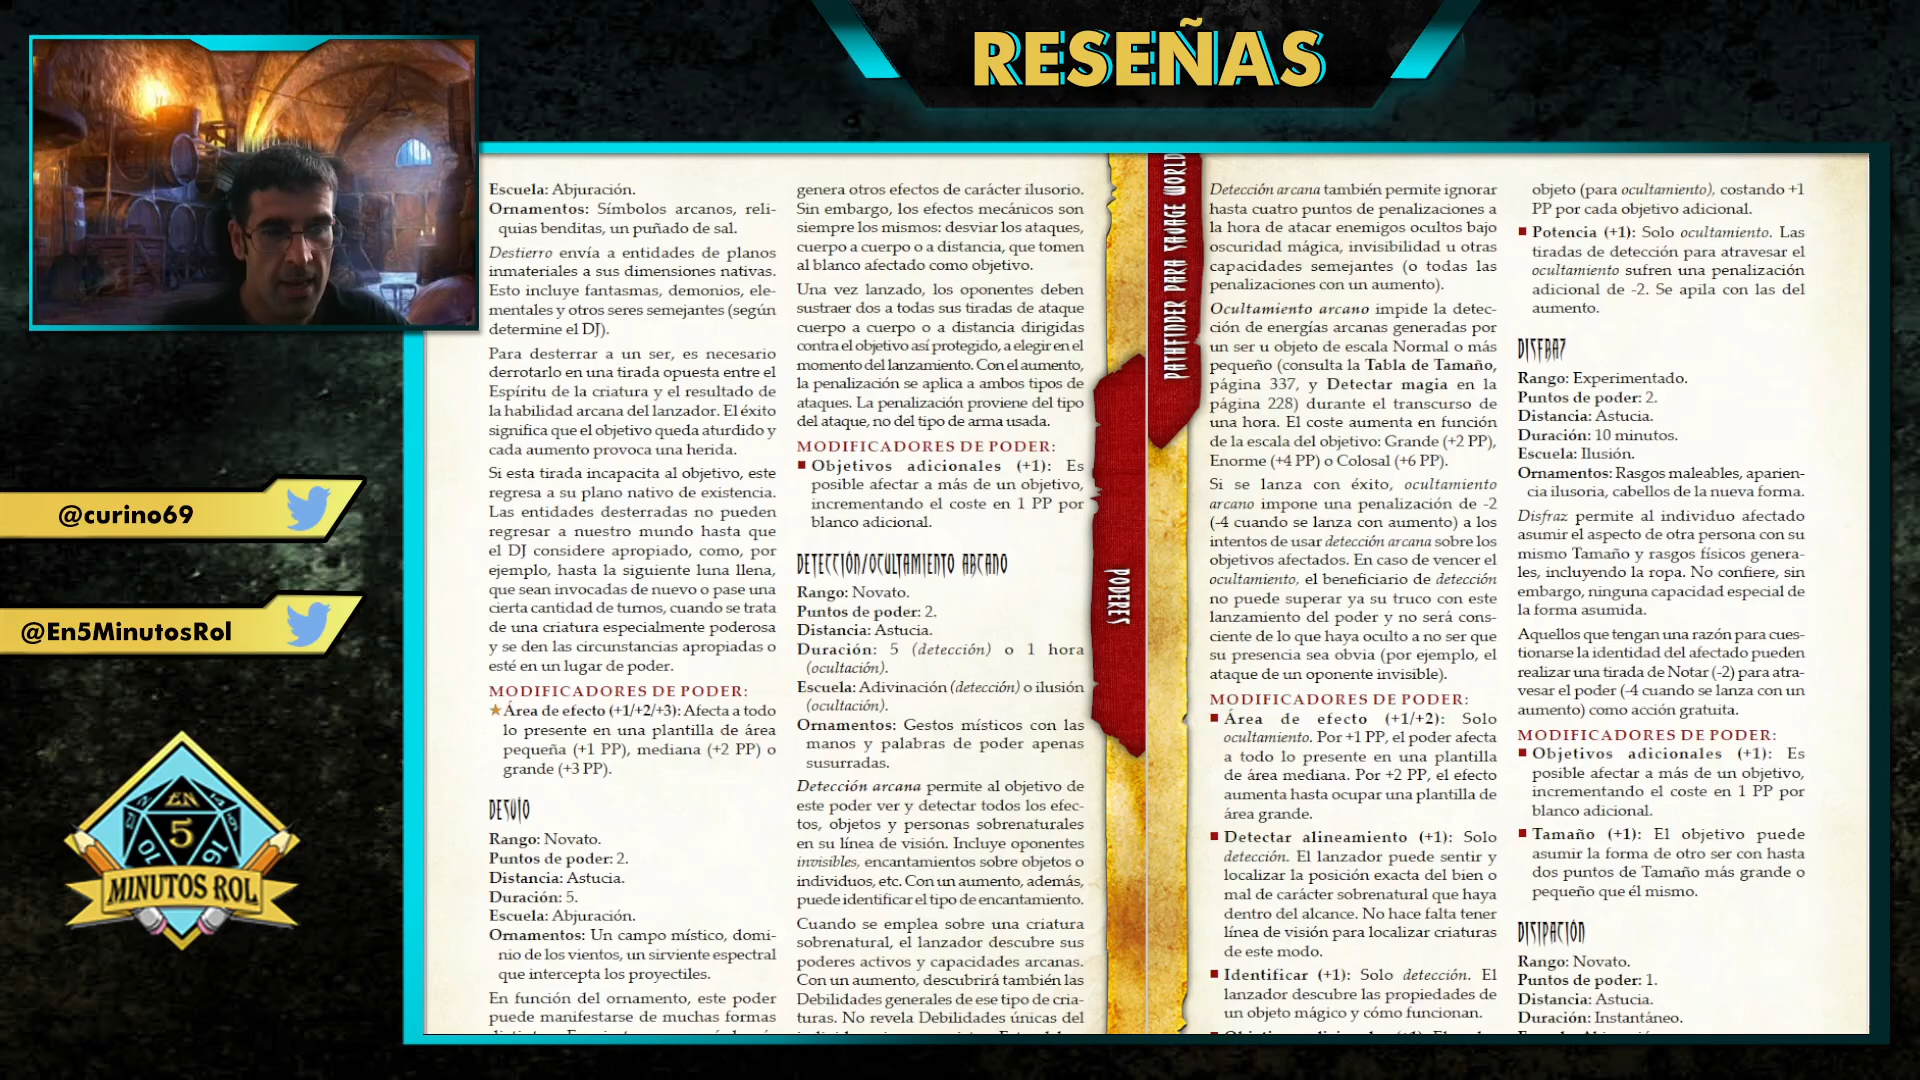 RESEÑAS
@curino69
@En5MinutosRol
EN
5
MINUTOS ROL
Escuela: Abjuración.
Ornamentos: Símbolos arcanos, reli-
quias benditas, un puñado de sal.
Destierro envía a entidades de planos
inmateriales a sus dimensiones nativas.
Esto incluye fantasmas, demonios, ele-
mentales y otros seres semejantes (según
determine el DJ).
Para desterrar a un ser, es necesario
derrotarlo en una tirada opuesta entre el
Espíritu de la criatura y el resultado de
la habilidad arcana del lanzador. El éxito
significa que el objetivo queda aturdido y
cada aumento provoca una herida.
Si esta tirada incapacita al objetivo, este
regresa a su plano nativo de existencia.
Las entidades desterradas no pueden
regresar a nuestro mundo hasta que
el DJ considere apropiado, como, por
ejemplo, hasta la siguiente luna llena,
que sean invocadas de nuevo o pase una
cierta cantidad de turnos, cuando se trata
de una criatura especialmente poderosa
y se den las circunstancias apropiadas o
esté en un lugar de poder.
MODIFICADORES DE PODER:
Área de efecto (+1/+2/+3): Afecta a todo
lo presente en una plantilla de área
pequeña (+1 PP), mediana (+2 PP) o
grande (+3 PP).
DESVÍO
Rango: Novato.
Puntos de poder: 2.
Distancia: Astucia.
Duración: 5.
Escuela: Abjuración.
Ornamentos: Un campo místico, domi-
nio de los vientos, un sirviente espectral
que intercepta los proyectiles.
En función del ornamento, este poder
puede manifestarse de muchas formas
genera otros efectos de carácter ilusorio.
Sin embargo, los efectos mecánicos son
siempre los mismos: desviar los ataques,
cuerpo a cuerpo o a distancia, que tomen
al blanco afectado como objetivo.
Una vez lanzado, los oponentes deben
sustraer dos a todas sus tiradas de ataque
cuerpo a cuerpo o a distancia dirigidas
contra el objetivo así protegido, a elegir en el
momento del lanzamiento. Con el aumento,
la penalización se aplica a ambos tipos de
ataques. La penalización proviene del tipo
del ataque, no del tipo de arma usada.
MODIFICADORES DE PODER:
Objetivos adicionales (+1): Es
posible afectar a más de un objetivo,
incrementando el coste en 1 PP por
blanco adicional.
DETECCIÓN/OCULTAMIENTO ARCANO
Rango: Novato.
Puntos de poder: 2.
Distancia: Astucia.
Duración: 5 (detección) o 1 hora
(ocultación).
Escuela: Adivinación (detección) o ilusión
(ocultación).
Ornamentos: Gestos místicos con las
manos y palabras de poder apenas
susurradas.
Detección arcana permite al objetivo de
este poder ver y detectar todos los efec-
tos, objetos y personas sobrenaturales
en su línea de visión. Incluye oponentes
invisibles, encantamientos sobre objetos o
individuos, etc. Con un aumento, además,
puede identificar el tipo de encantamiento.
Cuando se emplea sobre una criatura
sobrenatural, el lanzador descubre sus
poderes activos y capacidades arcanas.
Con un aumento, descubrirá también las
Debilidades generales de ese tipo de cria-
turas. No revela Debilidades únicas del
PODERES
PATHFINDER PARA SAVAGE WORLD
Detección arcana también permite ignorar
hasta cuatro puntos de penalizaciones a
la hora de atacar enemigos ocultos bajo
oscuridad mágica, invisibilidad u otras
capacidades semejantes (o todas las
penalizaciones con un aumento).
Ocultamiento arcano impide la detec-
ción de energías arcanas generadas por
un ser u objeto de escala Normal o más
pequeño (consulta la Tabla de Tamaño,
página 337, y Detectar magia en la
página 228) durante el transcurso de
una hora. El coste aumenta en función
de la escala del objetivo: Grande (+2 PP),
Enorme (+4 PP) o Colosal (+6 PP).
Si se lanza con éxito, ocultamiento
arcano impone una penalización de -2
(-4 cuando se lanza con aumento) a los
intentos de usar detección arcana sobre los
objetivos afectados. En caso de vencer el
ocultamiento, el beneficiario de detección
no puede superar ya su truco con este
lanzamiento del poder y no será cons-
ciente de lo que haya oculto a no ser que
su presencia sea obvia (por ejemplo, el
ataque de un oponente invisible).
MODIFICADORES DE PODER:
Área de efecto (+1/+2): Solo
ocultamiento. Por +1 PP, el poder afecta
a todo lo presente en una plantilla
de área mediana. Por +2 PP, el efecto
aumenta hasta ocupar una plantilla de
área grande.
Detectar alineamiento (+1): Solo
detección. El lanzador puede sentir y
localizar la posición exacta del bien o
mal de carácter sobrenatural que haya
dentro del alcance. No hace falta tener
línea de visión para localizar criaturas
de este modo.
Identificar (+1): Solo detección. El
lanzador descubre las propiedades de
un objeto mágico y cómo funcionan.
objeto (para ocultamiento), costando +1
PP por cada objetivo adicional.
Potencia (+1): Solo ocultamiento. Las
tiradas de detección para atravesar el
ocultamiento sufren una penalización
adicional de -2. Se apila con las del
aumento.
DISFRAZ
Rango: Experimentado.
Puntos de poder: 2.
Distancia: Astucia.
Duración: 10 minutos.
Escuela: Ilusión.
Ornamentos: Rasgos maleables, aparien-
cia ilusoria, cabellos de la nueva forma.
Disfraz permite al individuo afectado
asumir el aspecto de otra persona con su
mismo Tamaño y rasgos físicos genera-
les, incluyendo la ropa. No confiere, sin
embargo, ninguna capacidad especial de
la forma asumida.
Aquellos que tengan una razón para cues-
tionarse la identidad del afectado pueden
realizar una tirada de Notar (-2) para atra-
vesar el poder (-4 cuando se lanza con un
aumento) como acción gratuita.
MODIFICADORES DE PODER:
Objetivos adicionales (+1): Es
posible afectar a más de un objetivo,
incrementando el coste en 1 PP por
blanco adicional.
Tamaño (+1): El objetivo puede
asumir la forma de otro ser con hasta
dos puntos de Tamaño más grande o
pequeño que él mismo.
DISIPACIÓN
Rango: Novato.
Puntos de poder: 1.
Distancia: Astucia.
Duración: Instantáneo.